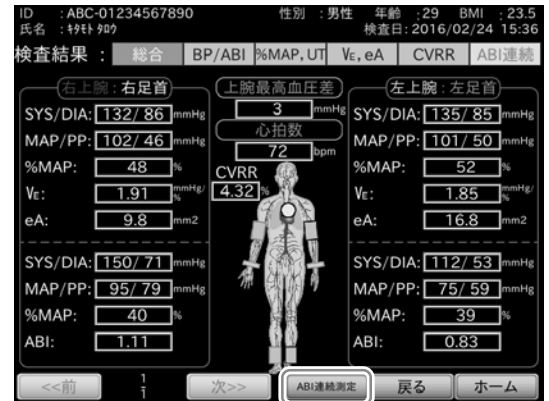 ID : ABC-01234567890 性別 : 男性 年齢 : 29 BMI : 23.5
氏名 : ｷﾀﾓﾄ ﾀﾛｳ 検査日 : 2016/02/24 15:36
検査結果 : 総合 BP/ABI %MAP, UT VE, eA CVRR ABI連続
右上腕 : 右足首
SYS/DIA: 132/ 86 mmHg
MAP/PP: 102/ 46 mmHg
%MAP: 48 %
VE: 1.91 mmHg/%
eA: 9.8 mm2
SYS/DIA: 150/ 71 mmHg
MAP/PP: 95/ 79 mmHg
%MAP: 40 %
ABI: 1.11
上腕最高血圧差
3 mmHg
心拍数
72 bpm
CVRR
4.32 %
左上腕 : 左足首
SYS/DIA: 135/ 85 mmHg
MAP/PP: 101/ 50 mmHg
%MAP: 52 %
VE: 1.85 mmHg/%
eA: 16.8 mm2
SYS/DIA: 112/ 53 mmHg
MAP/PP: 75/ 59 mmHg
%MAP: 39 %
ABI: 0.83
<<前 1/1 次>> ABI連続測定 戻る ホーム